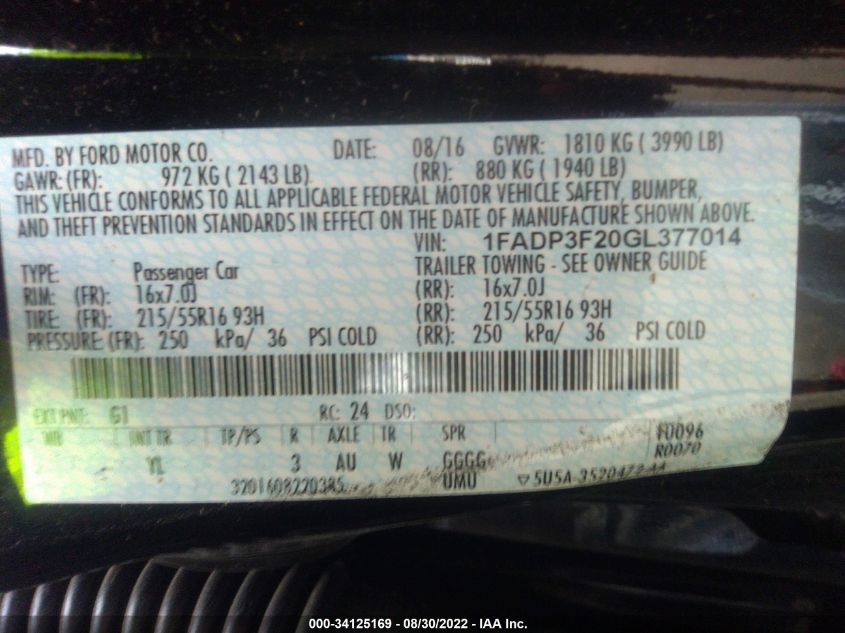 MFD. BY FORD MOTOR CO. DATE: 08/16 GVWR: 1810 KG ( 3990 LB)
GAWR: (FR): 972 KG ( 2143 LB) (RR): 880 KG ( 1940 LB)
THIS VEHICLE CONFORMS TO ALL APPLICABLE FEDERAL MOTOR VEHICLE SAFETY, BUMPER,
AND THEFT PREVENTION STANDARDS IN EFFECT ON THE DATE OF MANUFACTURE SHOWN ABOVE.
VIN: 1FADP3F20GL377014
TYPE: Passenger Car TRAILER TOWING - SEE OWNER GUIDE
RIM: (FR): 16x7.0J (RR): 16x7.0J
TIRE: (FR): 215/55R16 93H (RR): 215/55R16 93H
PRESSURE: (FR): 250 kPa/ 36 PSI COLD (RR): 250 kPa/ 36 PSI COLD
EXT PNT: G1 RC: 24 DSO:
WB INT TR TP/PS R AXLE TR SPR F0096
YL 3 AU W GGGG R0070
3201608220385 UMU 5U5A-3520472-AA
000-34125169 - 08/30/2022 - IAA Inc.